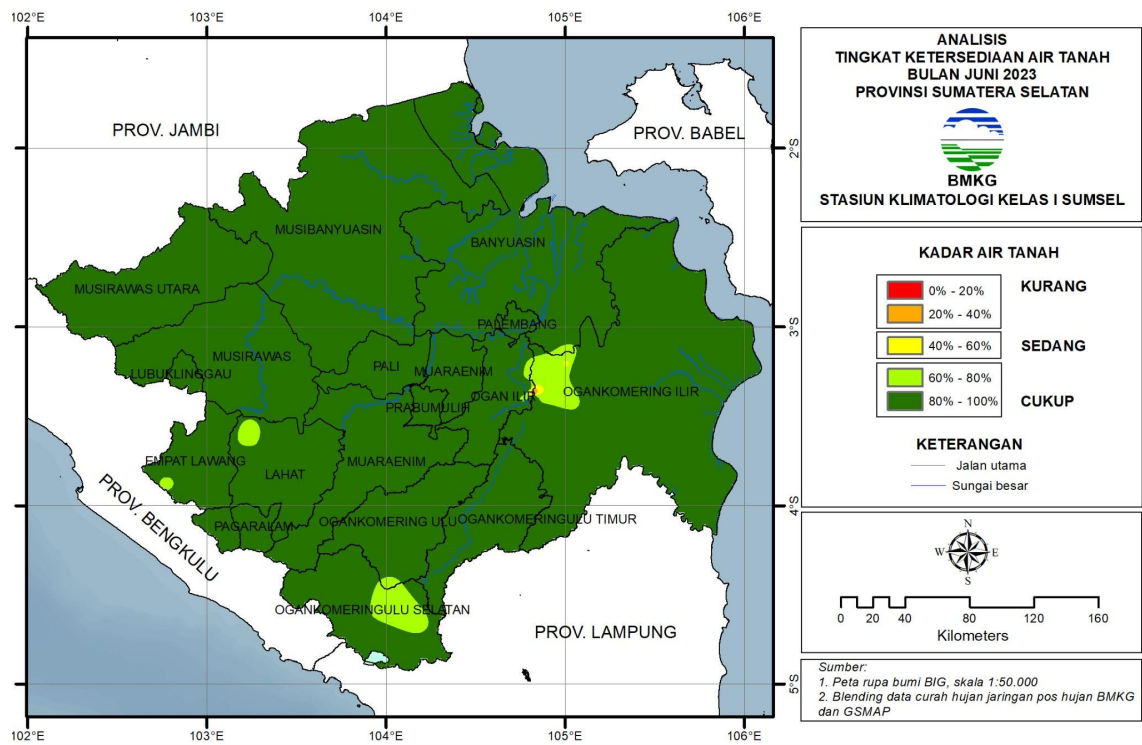 102°E 103°E 104°E 105°E 106°E
PROV. JAMBI
PROV. BABEL
2°S
MUSIBANYUASIN
BANYUASIN
MUSIRAWAS UTARA
PALEMBANG
3°S
MUSIRAWAS
PALI
MUARAENIM
LUBUKLINGGAU
OGAN ILIR
OGANKOMERING ILIR
PRABUMULIH
EMPAT LAWANG
LAHAT
MUARAENIM
4°S
PROV. BENGKULU
PAGARALAM
OGANKOMERING ULU
OGANKOMERINGULU TIMUR
OGANKOMERINGULU SELATAN
PROV. LAMPUNG
5°S
102°E 103°E 104°E 105°E 106°E
ANALISIS
TINGKAT KETERSEDIAAN AIR TANAH
BULAN JUNI 2023
PROVINSI SUMATERA SELATAN
BMKG
STASIUN KLIMATOLOGI KELAS I SUMSEL
KADAR AIR TANAH
0% - 20% KURANG
20% - 40%
40% - 60% SEDANG
60% - 80%
80% - 100% CUKUP
KETERANGAN
Jalan utama
Sungai besar
N
W E
S
0 20 40 80 120 160
Kilometers
Sumber:
1. Peta rupa bumi BIG, skala 1:50.000
2. Blending data curah hujan jaringan pos hujan BMKG
dan GSMAP